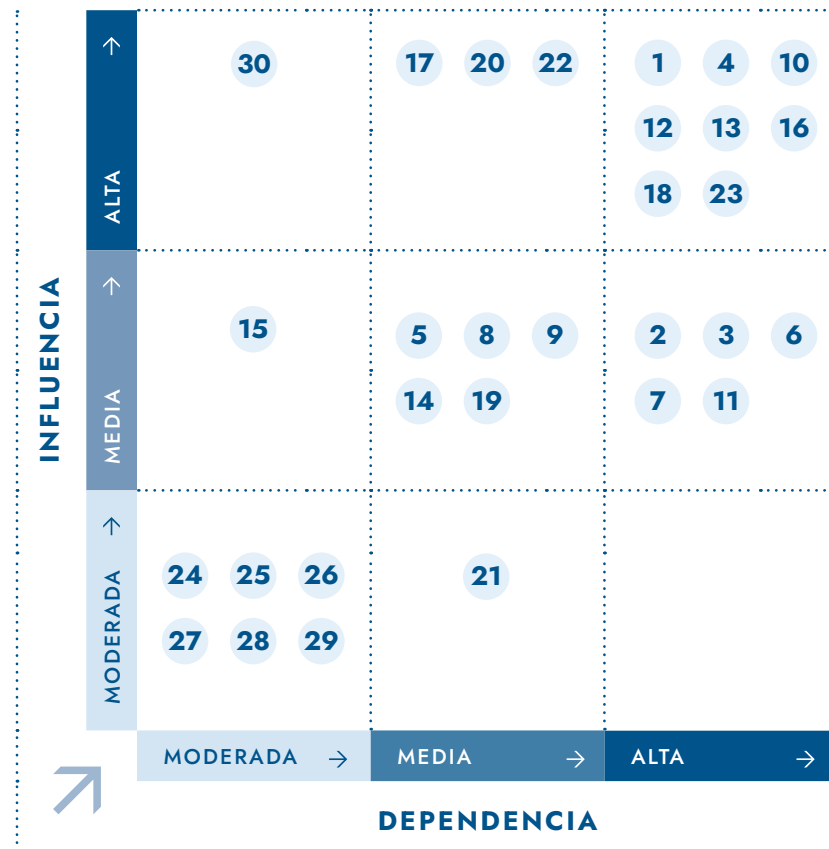 30
17 20 22
1 4 10
12 13 16
18 23
ALTA
15
5 8 9
14 19
2 3 6
7 11
MEDIA
INFLUENCIA
24 25 26
27 28 29
21
MODERADA
MODERADA → MEDIA → ALTA →
DEPENDENCIA